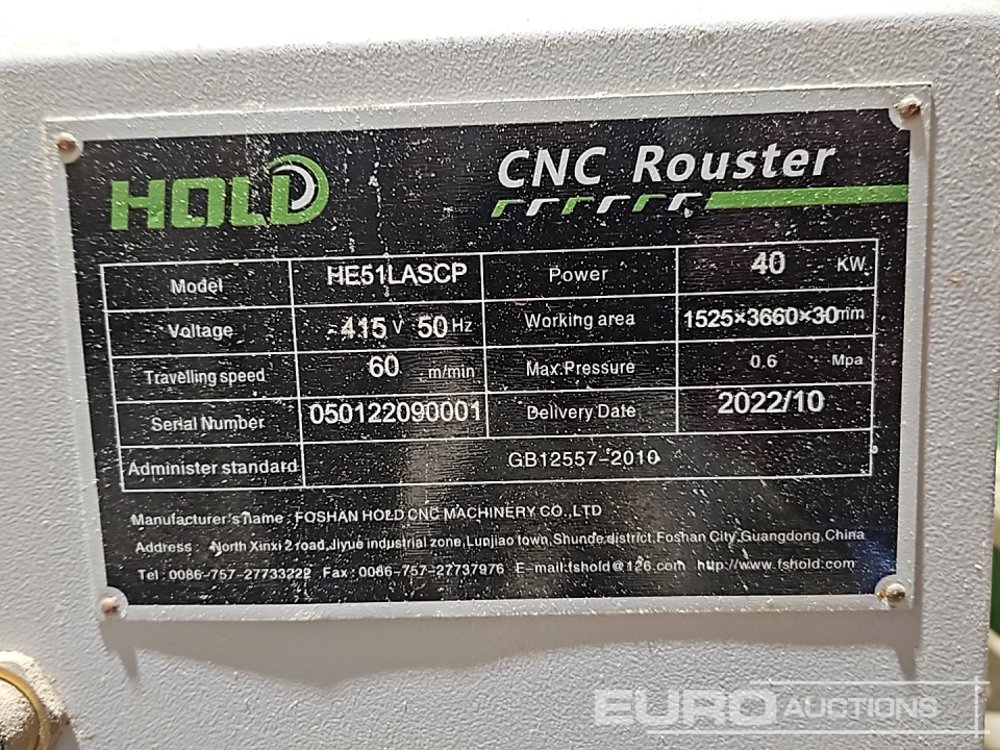 HOLD
CNC Rouster
Model HE51LASCP Power 40 KW
Voltage 415 V 50 Hz Working area 1525×3660×30mm
Travelling speed 60 m/min Max.Pressure 0.6 Mpa
Serial Number 050122090001 Delivery Date 2022/10
Administer standard GB12557-2010
Manufacturer's name : FOSHAN HOLD CNC MACHINERY CO.,LTD
Address : North Xinxi 2 road,Jiyue industrial zone,Lunjiao town,Shunde.district.Foshan City,Guangdong,China
Tel : 0086-757-27733222 Fax : 0086-757-27737976 E-mail:fshold@126.com http://www.fshold.com
EURO AUCTIONS